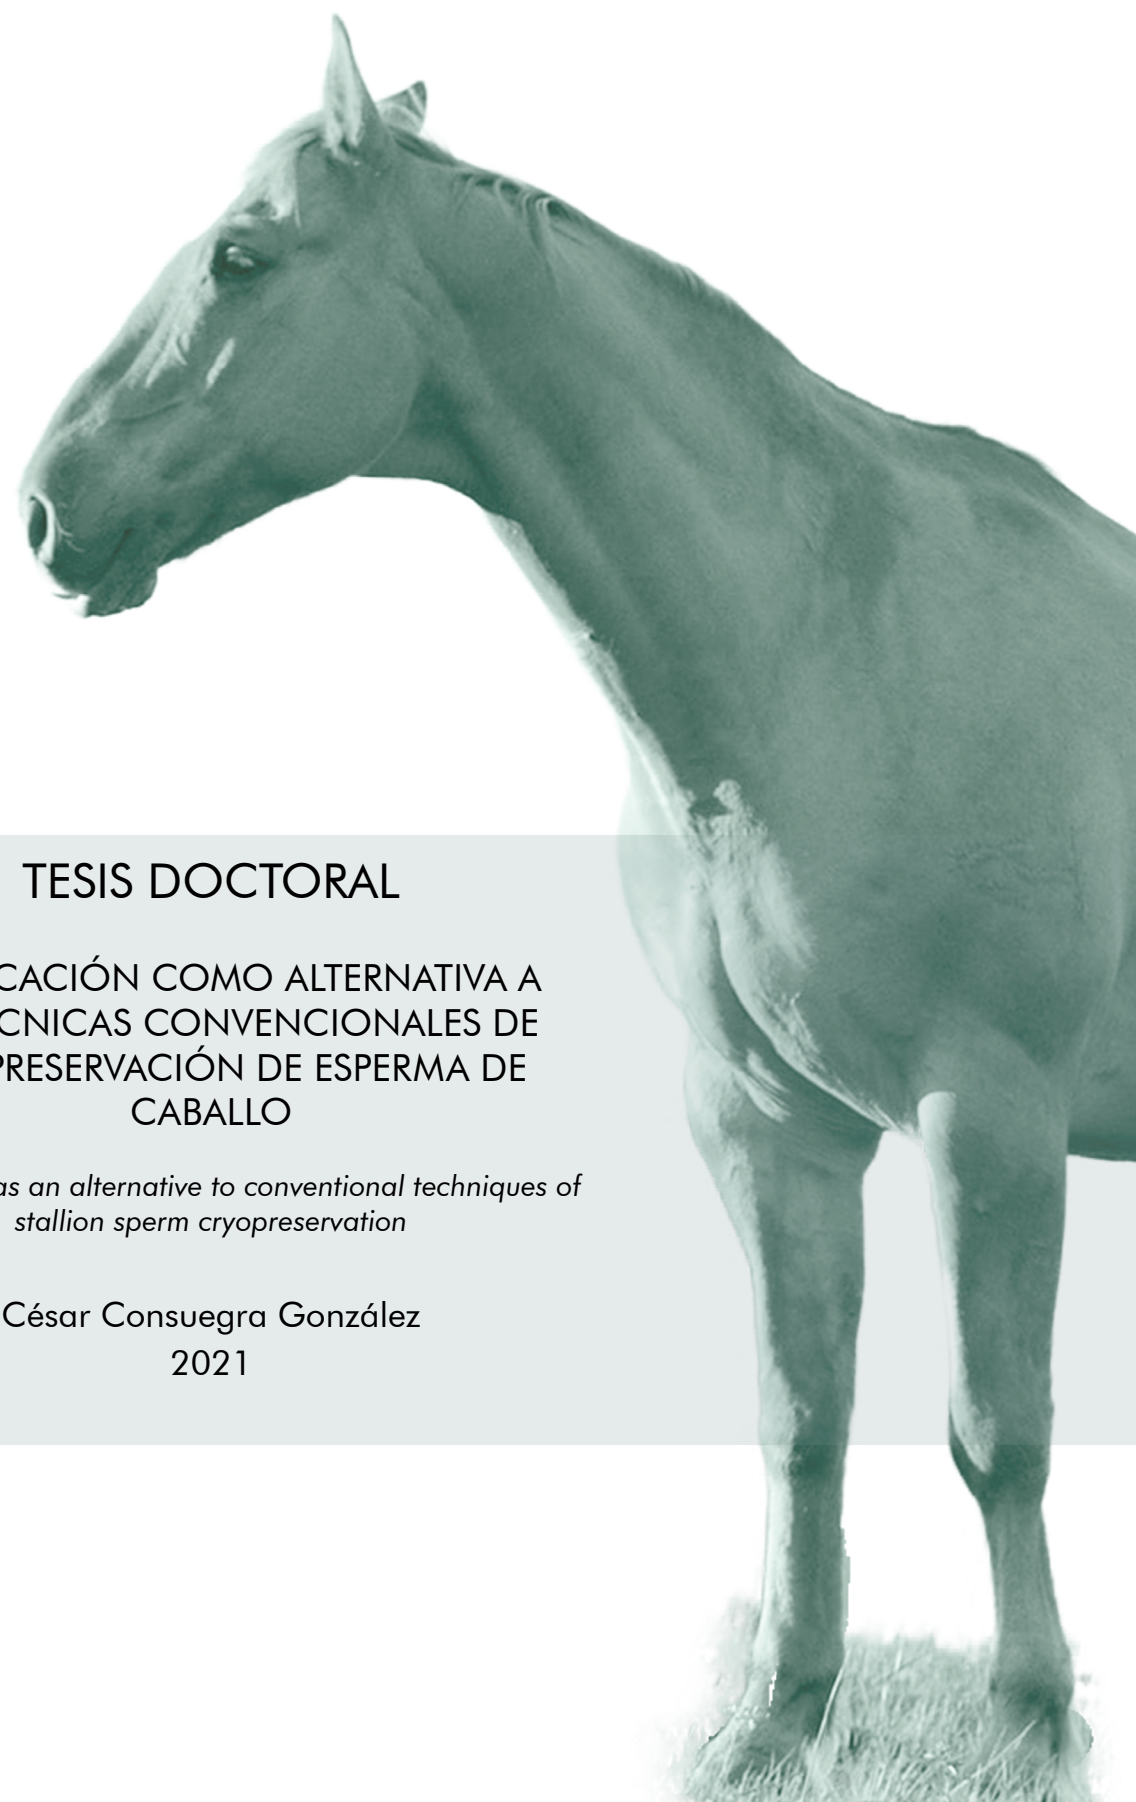 TESIS DOCTORAL
CACIÓN COMO ALTERNATIVA A
CNICAS CONVENCIONALES DE
PRESERVACIÓN DE ESPERMA DE
CABALLO
as an alternative to conventional techniques of
stallion sperm cryopreservation
César Consuegra González
2021